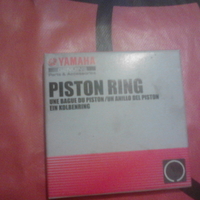 YAMAHA
PISTON RING
UNE BAGUE DU PISTON/UN ANILLO DEL PISTON
EIN KOLBENRING